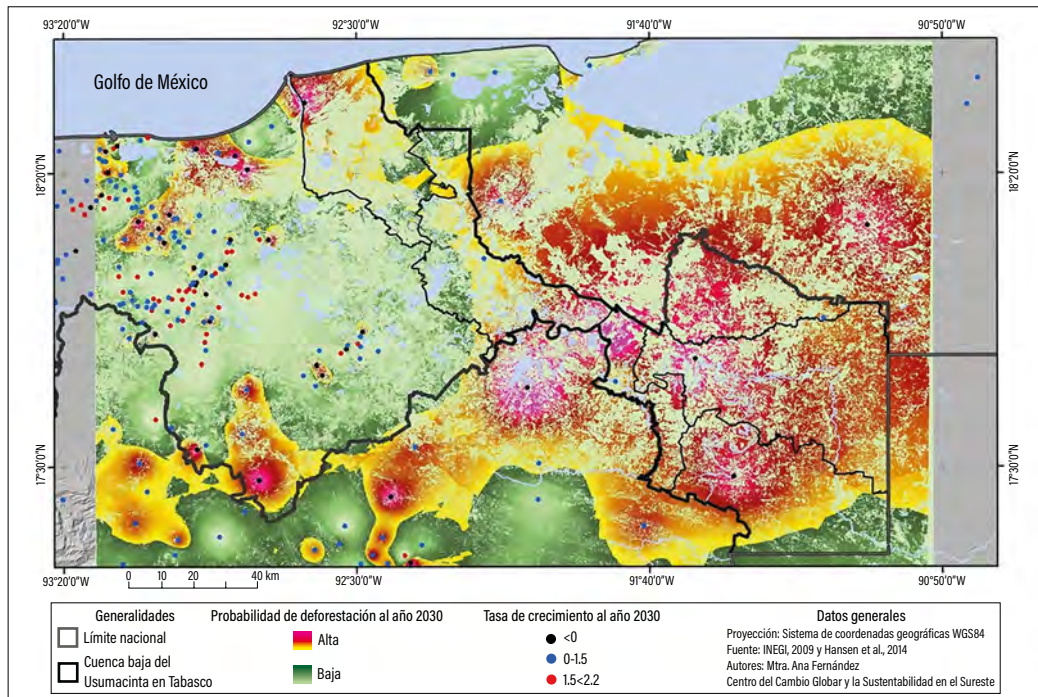 93°20'0"W 92°30'0"W 91°40'0"W 90°50'0"W
Golfo de México
18°20'0"N 18°20'0"N
17°30'0"N 17°30'0"N
93°20'0"W 92°30'0"W 91°40'0"W 90°50'0"W
0 10 20 40 km
Generalidades
Límite nacional
Cuenca baja del
Usumacinta en Tabasco
Probabilidad de deforestación al año 2030
Alta
Baja
Tasa de crecimiento al año 2030
<0
0-1.5
1.5<2.2
Datos generales
Proyección: Sistema de coordenadas geográficas WGS84
Fuente: INEGI, 2009 y Hansen et al., 2014
Autores: Mtra. Ana Fernández
Centro del Cambio Globar y la Sustentabilidad en el Sureste